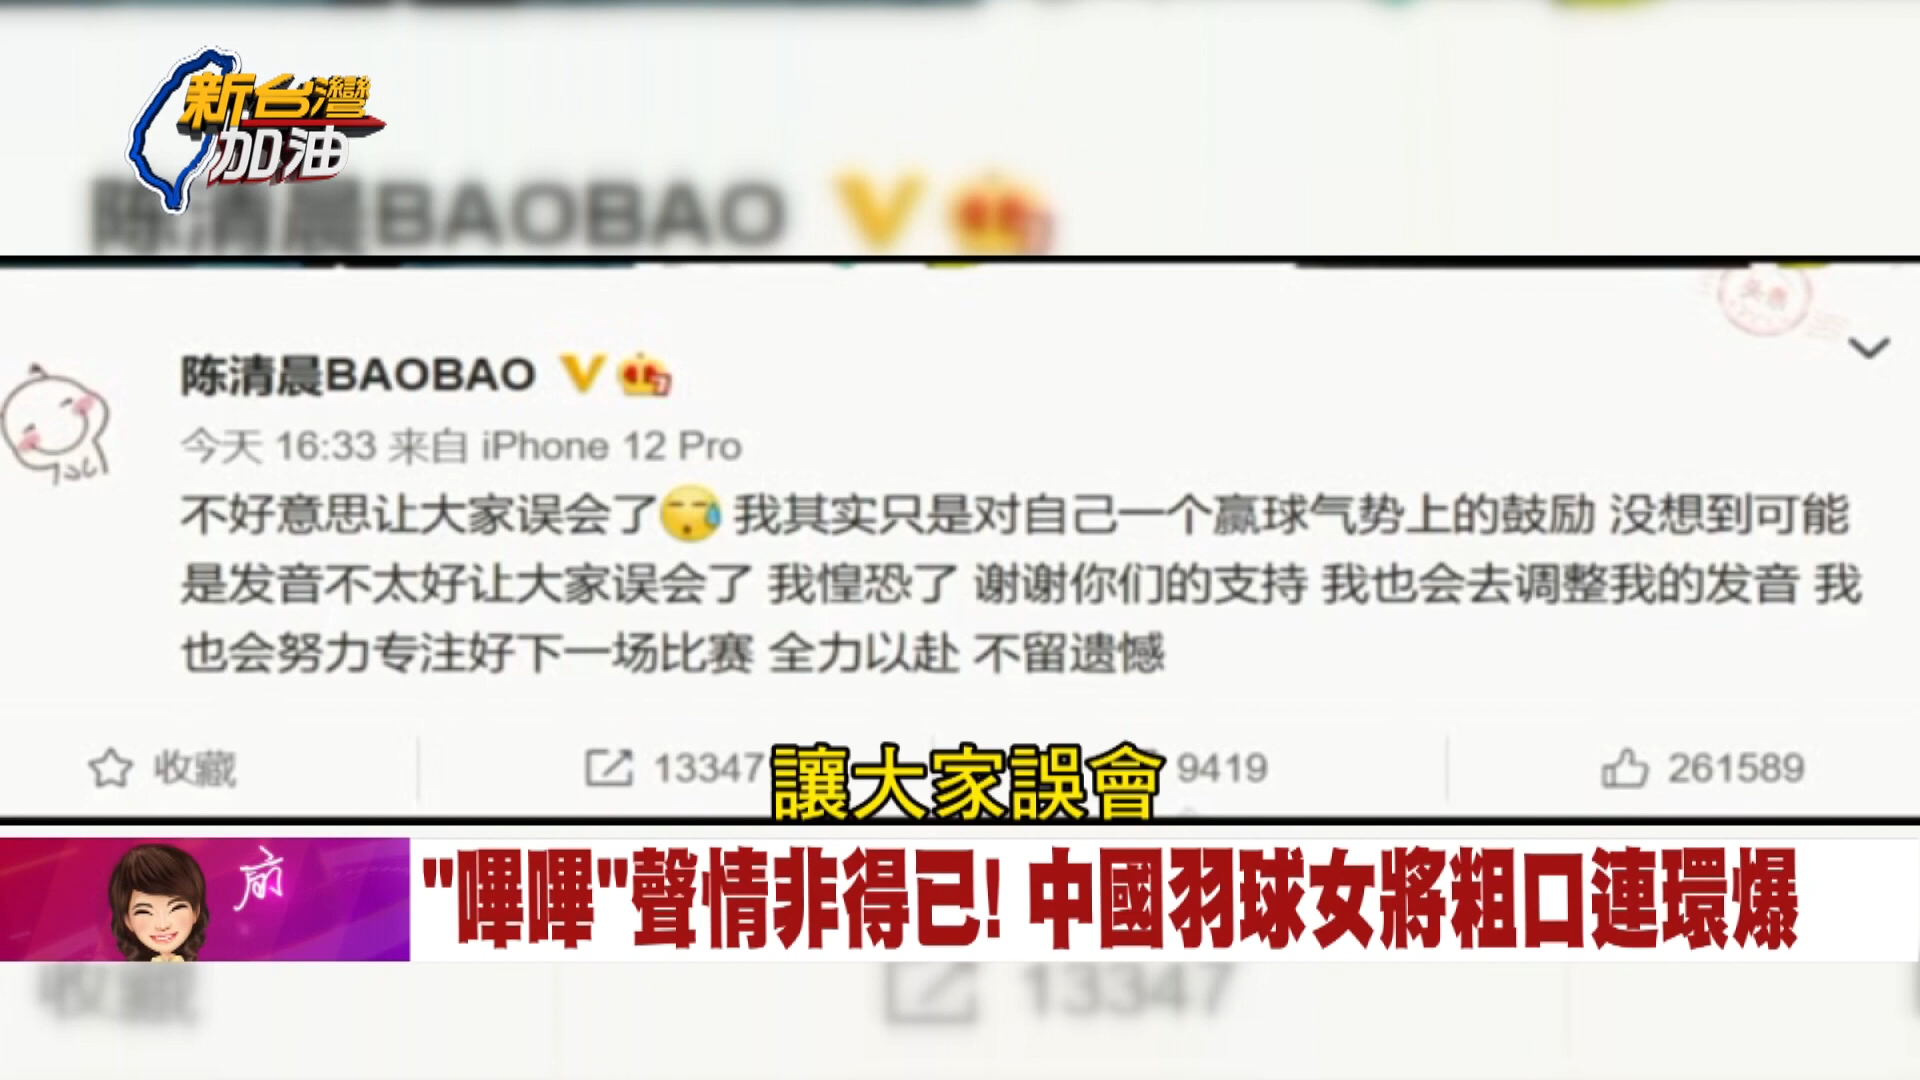 新台灣
加油
陈清晨BAOBAO
陈清晨BAOBAO
今天 16:33 来自 iPhone 12 Pro
不好意思让大家误会了 我其实只是对自己一个赢球气势上的鼓励 没想到可能
是发音不太好让大家误会了 我惶恐了 谢谢你们的支持 我也会去调整我的发音 我
也会努力专注好下一场比赛 全力以赴 不留遗憾
收藏
13347
9419
261589
讓大家誤會
"嗶嗶"聲情非得已! 中國羽球女將粗口連環爆
收藏
13347